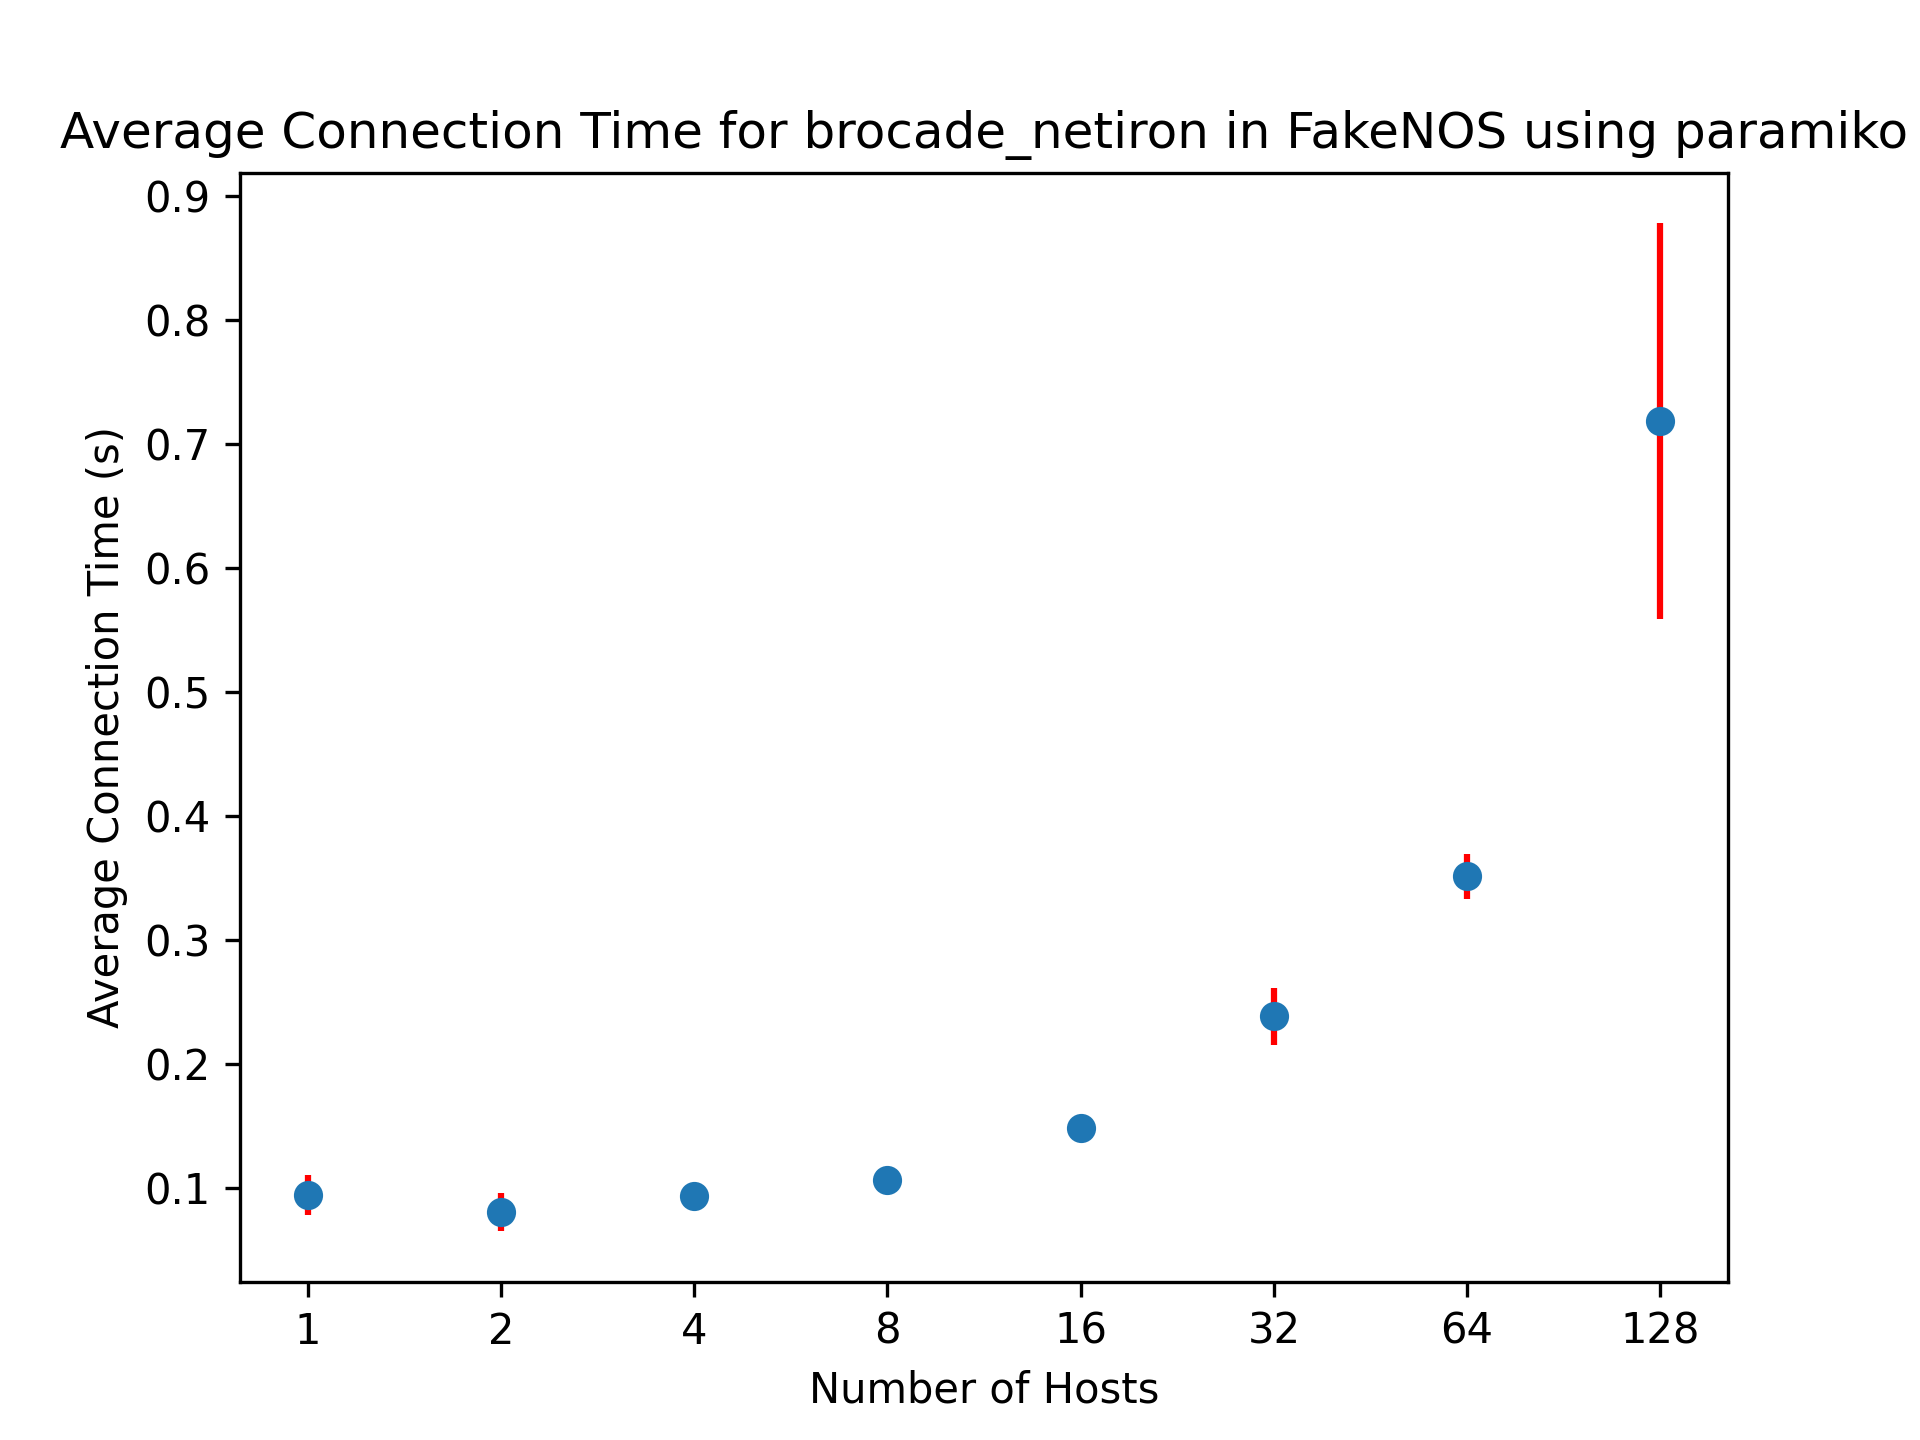 Average Connection Time for brocade_netiron in FakeNOS using paramiko
0.9
0.8
0.7
0.6
0.5
0.4
0.3
0.2
0.1
Average Connection Time (s)
1 2 4 8 16 32 64 128
Number of Hosts